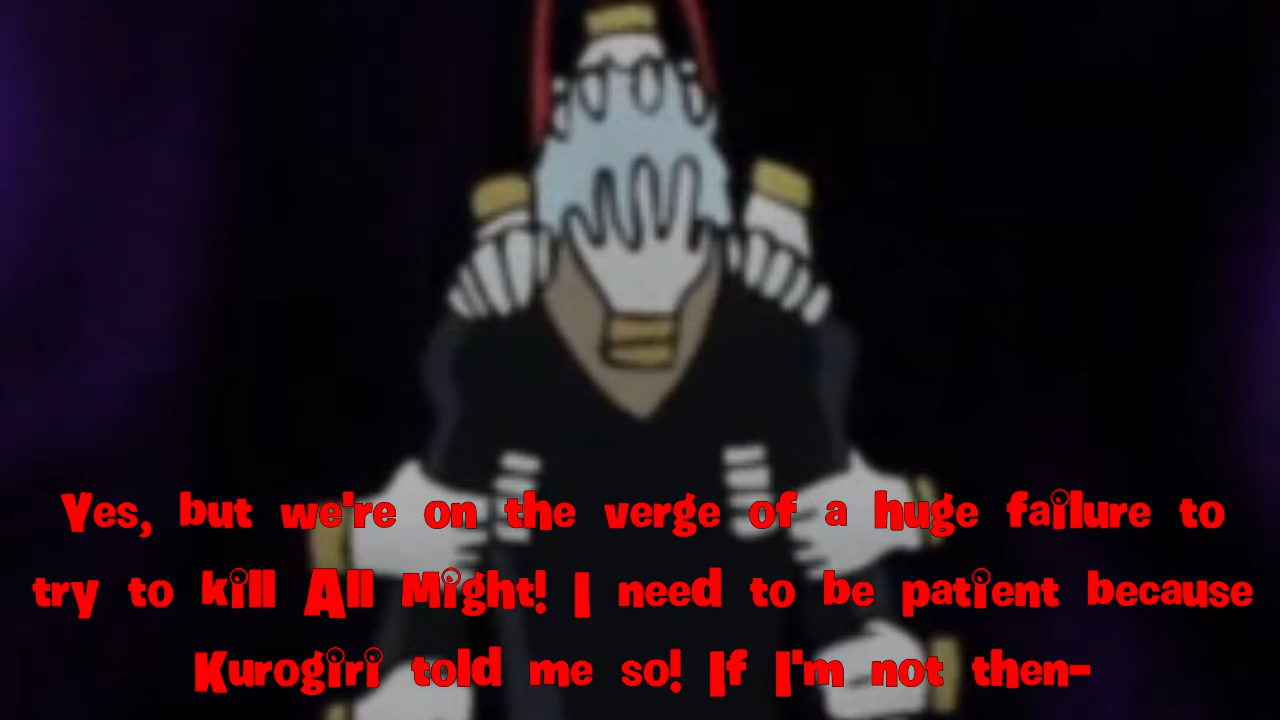 Yes, but we're on the verge of a huge failure to
try to kill All Might! I need to be patient because
Kurogiri told me so! If I'm not then-